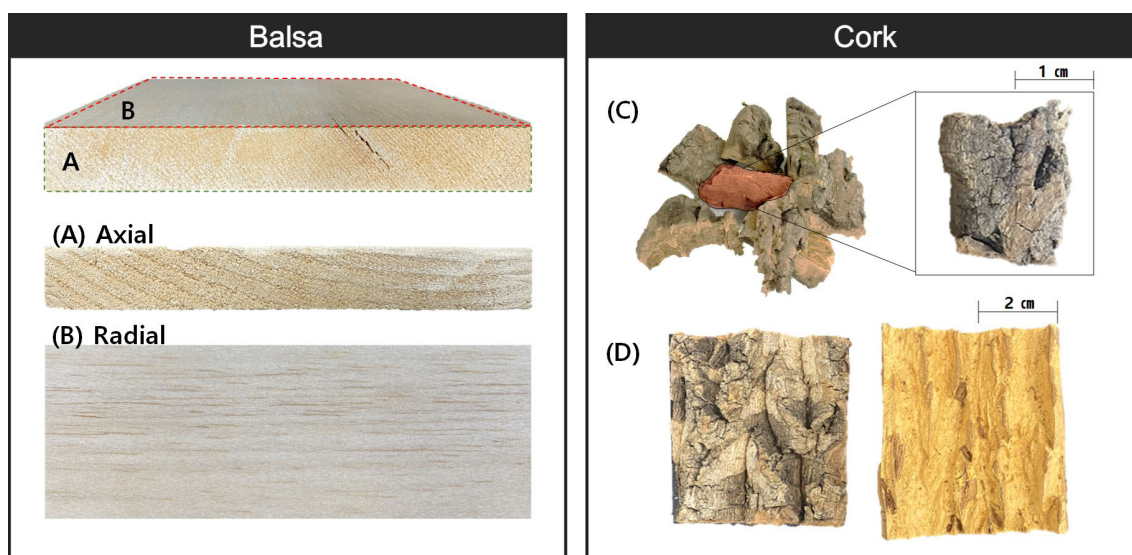 Balsa
B
A
(A) Axial
(B) Radial
Cork
1 cm
(C)
2 cm
(D)